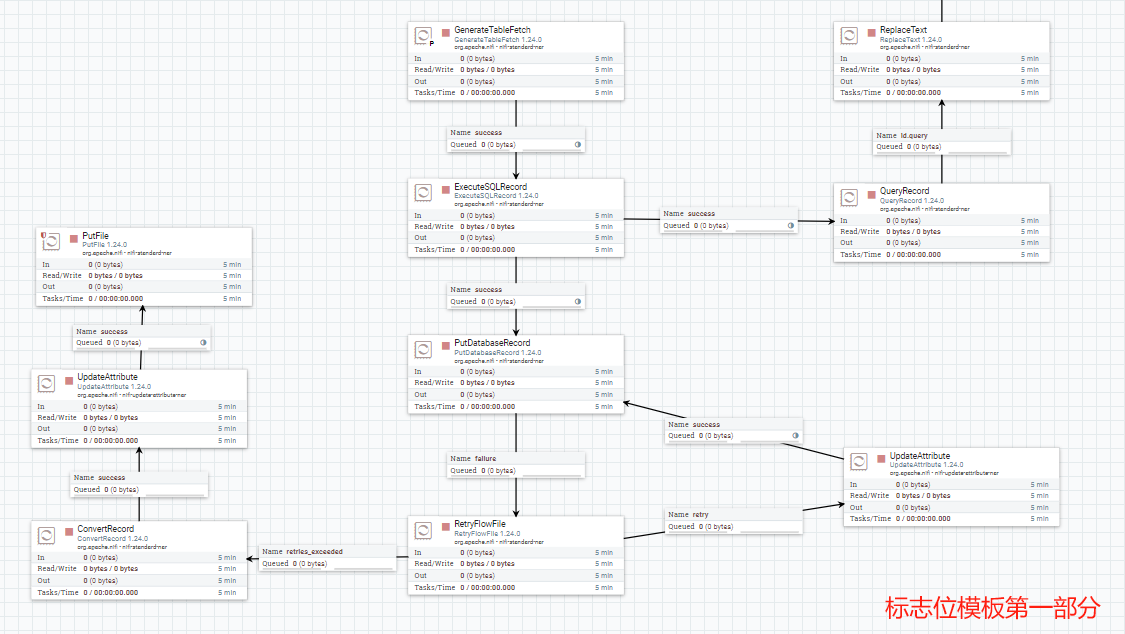 GenerateTableFetch
P
GenerateTableFetch 1.24.0
org.apache.nifi - nifi-standard-nar
In 0 (0 bytes) 5 min
Read/Write 0 bytes / 0 bytes 5 min
Out 0 (0 bytes) 5 min
Tasks/Time 0 / 00:00:00.000 5 min
ReplaceText
ReplaceText 1.24.0
org.apache.nifi - nifi-standard-nar
In 0 (0 bytes) 5 min
Read/Write 0 bytes / 0 bytes 5 min
Out 0 (0 bytes) 5 min
Tasks/Time 0 / 00:00:00.000 5 min
Name success
Queued 0 (0 bytes)
Name id.query
Queued 0 (0 bytes)
ExecuteSQLRecord
ExecuteSQLRecord 1.24.0
org.apache.nifi - nifi-standard-nar
In 0 (0 bytes) 5 min
Read/Write 0 bytes / 0 bytes 5 min
Out 0 (0 bytes) 5 min
Tasks/Time 0 / 00:00:00.000 5 min
Name success
Queued 0 (0 bytes)
QueryRecord
QueryRecord 1.24.0
org.apache.nifi - nifi-standard-nar
In 0 (0 bytes) 5 min
Read/Write 0 bytes / 0 bytes 5 min
Out 0 (0 bytes) 5 min
Tasks/Time 0 / 00:00:00.000 5 min
PutFile
PutFile 1.24.0
org.apache.nifi - nifi-standard-nar
In 0 (0 bytes) 5 min
Read/Write 0 bytes / 0 bytes 5 min
Out 0 (0 bytes) 5 min
Tasks/Time 0 / 00:00:00.000 5 min
Name success
Queued 0 (0 bytes)
Name success
Queued 0 (0 bytes)
PutDatabaseRecord
PutDatabaseRecord 1.24.0
org.apache.nifi - nifi-standard-nar
In 0 (0 bytes) 5 min
Read/Write 0 bytes / 0 bytes 5 min
Out 0 (0 bytes) 5 min
Tasks/Time 0 / 00:00:00.000 5 min
UpdateAttribute
UpdateAttribute 1.24.0
org.apache.nifi - nifi-update-attribute-nar
In 0 (0 bytes) 5 min
Read/Write 0 bytes / 0 bytes 5 min
Out 0 (0 bytes) 5 min
Tasks/Time 0 / 00:00:00.000 5 min
Name success
Queued 0 (0 bytes)
Name failure
Queued 0 (0 bytes)
UpdateAttribute
UpdateAttribute 1.24.0
org.apache.nifi - nifi-update-attribute-nar
In 0 (0 bytes) 5 min
Read/Write 0 bytes / 0 bytes 5 min
Out 0 (0 bytes) 5 min
Tasks/Time 0 / 00:00:00.000 5 min
Name success
Queued 0 (0 bytes)
Name retry
Queued 0 (0 bytes)
RetryFlowFile
RetryFlowFile 1.24.0
org.apache.nifi - nifi-standard-nar
In 0 (0 bytes) 5 min
Read/Write 0 bytes / 0 bytes 5 min
Out 0 (0 bytes) 5 min
Tasks/Time 0 / 00:00:00.000 5 min
Name retries_exceeded
Queued 0 (0 bytes)
ConvertRecord
ConvertRecord 1.24.0
org.apache.nifi - nifi-standard-nar
In 0 (0 bytes) 5 min
Read/Write 0 bytes / 0 bytes 5 min
Out 0 (0 bytes) 5 min
Tasks/Time 0 / 00:00:00.000 5 min
标志位模板第一部分